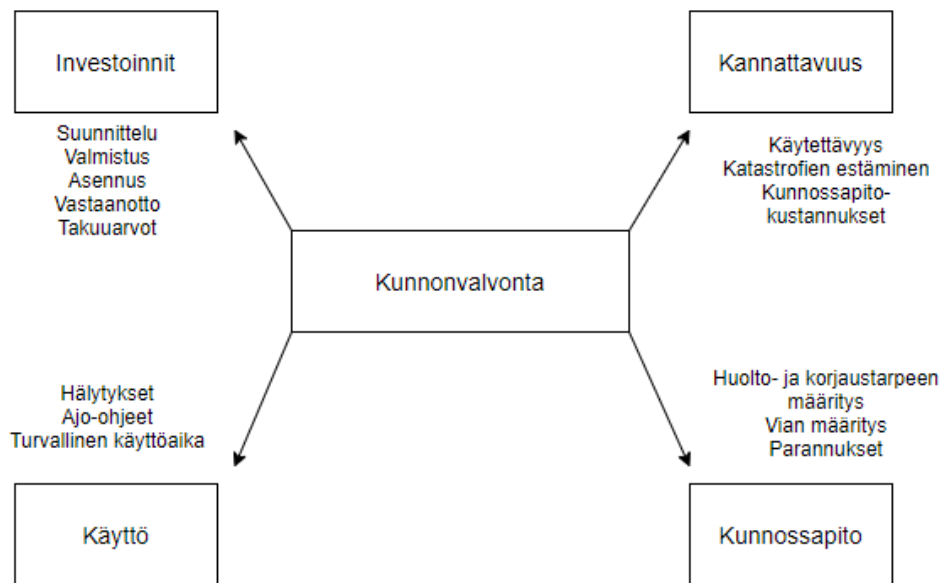 Investoinnit
Suunnittelu
Valmistus
Asennus
Vastaanotto
Takuuarvot
Kannattavuus
Käytettävyys
Katastrofien estäminen
Kunnossapito-
kustannukset
Kunnonvalvonta
Hälytykset
Ajo-ohjeet
Turvallinen käyttöaika
Käyttö
Huolto- ja korjaustarpeen
määritys
Vian määritys
Parannukset
Kunnossapito